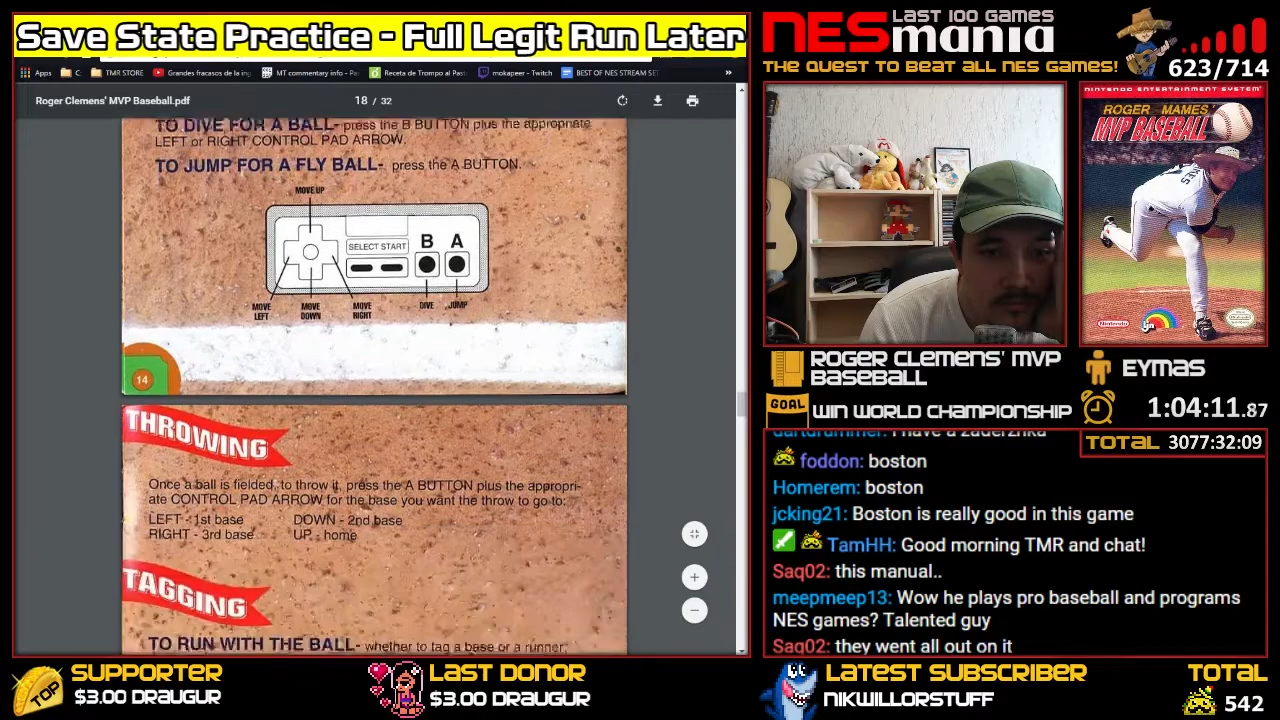 Save State Practice - Full Legit Run Later
Apps
C:
TMR STORE
Grandes fracasos de la ing
MT commentary info - Pa
Receta de Trompo al Past
mokapeer - Twitch
BEST OF NES STREAM SET
»
Roger Clemens' MVP Baseball.pdf
18 / 32
TO DIVE FOR A BALL- press the B BUTTON plus the appropriate
LEFT or RIGHT CONTROL PAD ARROW.
TO JUMP FOR A FLY BALL- press the A BUTTON.
MOVE UP
SELECT START
B A
MOVE LEFT
MOVE DOWN
MOVE RIGHT
DIVE
JUMP
14
THROWING
Once a ball is fielded, to throw it, press the A BUTTON plus the appropri-
ate CONTROL PAD ARROW for the base you want the throw to go to:
LEFT - 1st base DOWN - 2nd base
RIGHT - 3rd base UP - home
TAGGING
TO RUN WITH THE BALL- whether to tag a base or a runner,
NES mania
LAST 100 GAMES
THE QUEST TO BEAT ALL NES GAMES!
623/714
NINTENDO ENTERTAINMENT SYSTEM
ROGER MAMES'
MVP BASEBALL
Nintendo
LJN
ROGER CLEMENS' MVP
BASEBALL
GOAL
WIN WORLD CHAMPIONSHIP
EYMAS
1:04:11.87
TOTAL 3077:32:09
dartdrummer: I have a zaderzhka
foddon: boston
Homerem: boston
jcking21: Boston is really good in this game
TamHH: Good morning TMR and chat!
Saq02: this manual..
meepmeep13: Wow he plays pro baseball and programs
NES games? Talented guy
Saq02: they went all out on it
TOP
SUPPORTER
$3.00 DRAUGUR
LAST DONOR
$3.00 DRAUGUR
LATEST SUBSCRIBER
NIKWILLORSTUFF
TOTAL
542